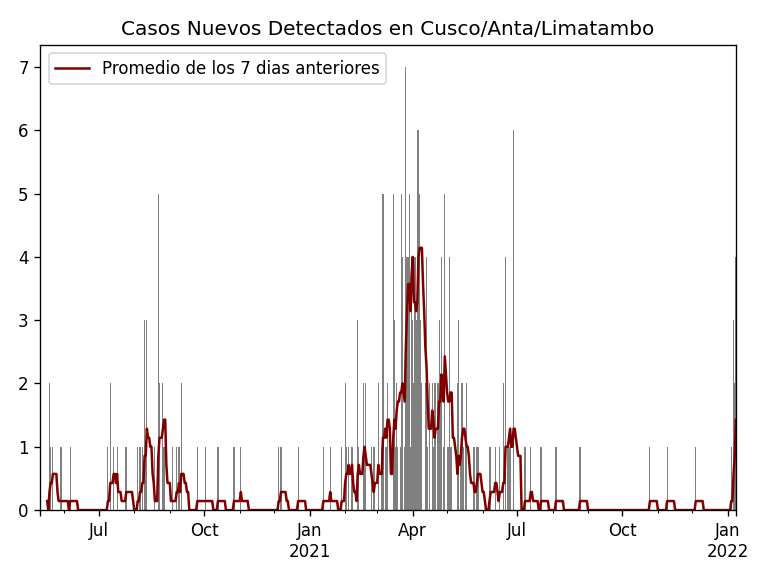 Casos Nuevos Detectados en Cusco/Anta/Limatambo
Promedio de los 7 dias anteriores
7
6
5
4
3
2
1
0
Jul
Oct
Jan
2021
Apr
Jul
Oct
Jan
2022